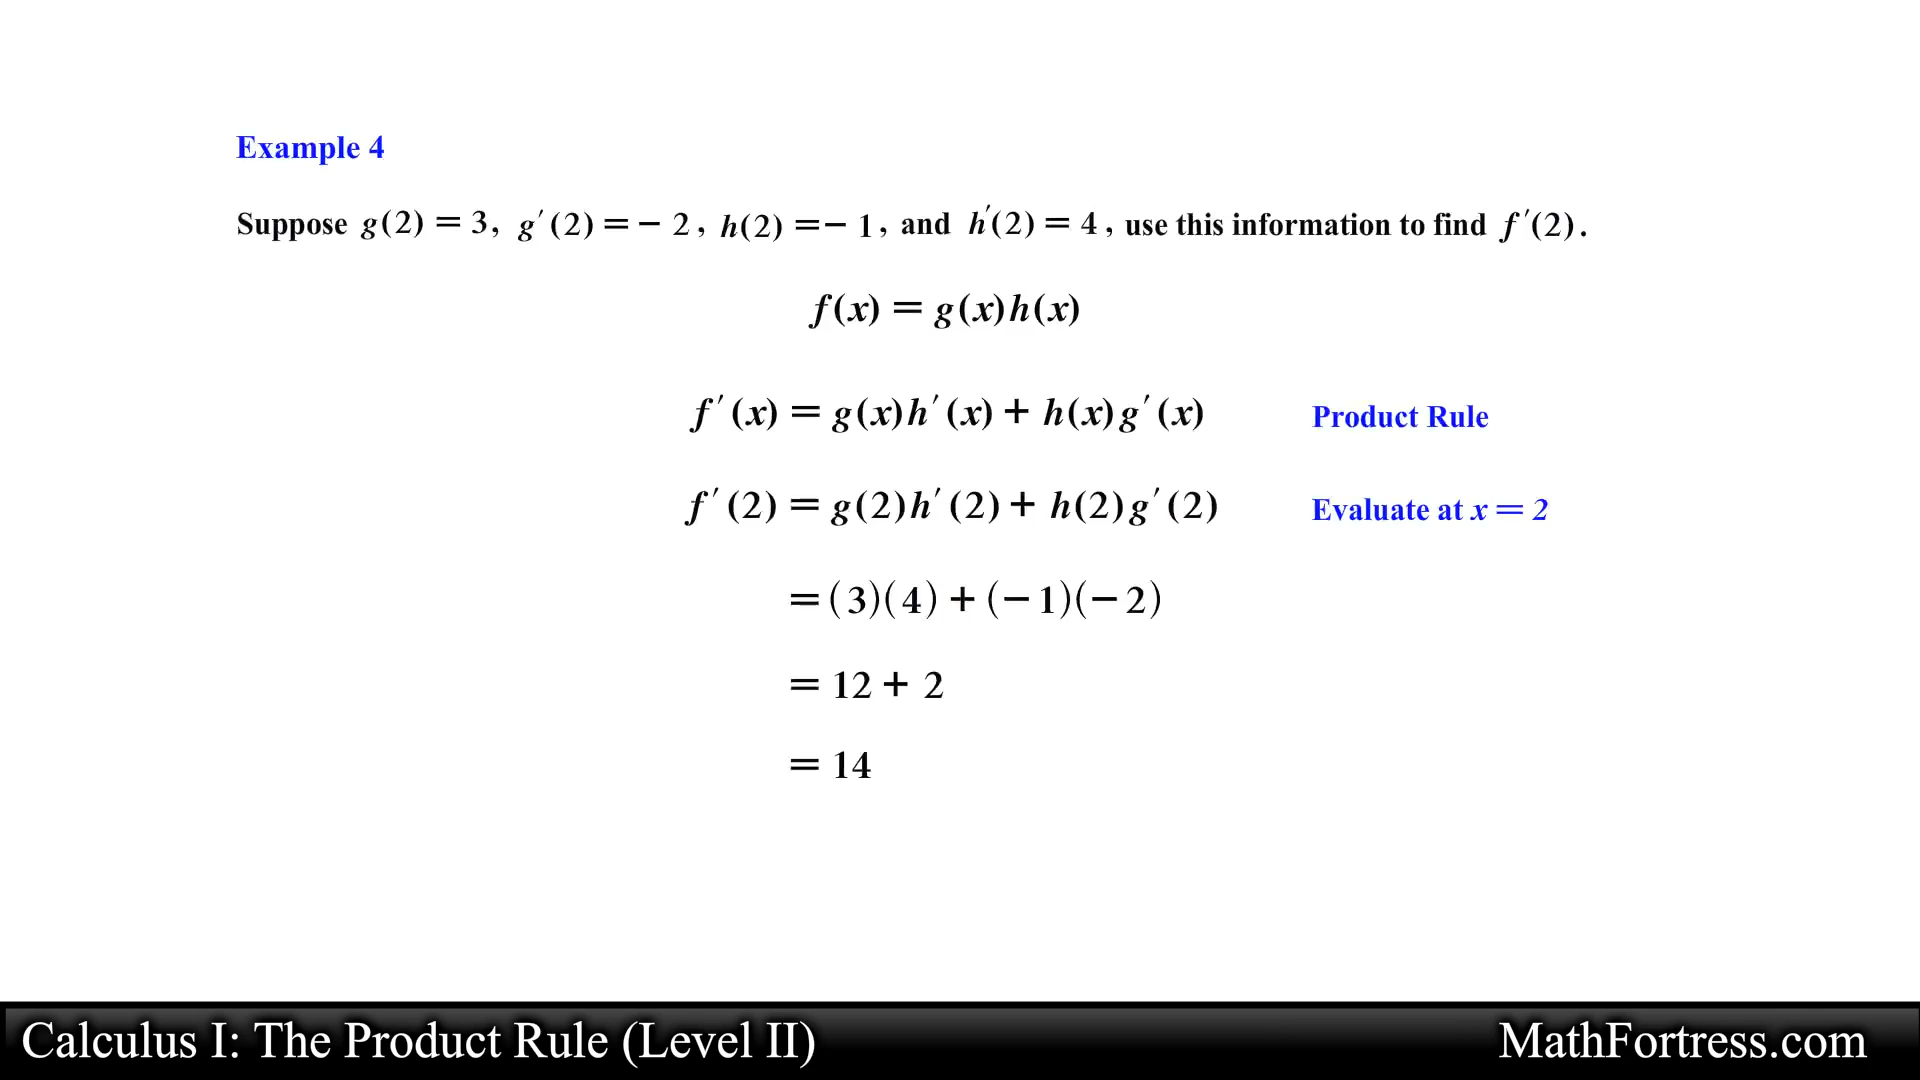 Example 4
Suppose g(2) = 3, g′(2) = − 2, h(2) = − 1, and h′(2) = 4, use this information to find f′(2).
f(x) = g(x)h(x)
f′(x) = g(x)h′(x) + h(x)g′(x) Product Rule
f′(2) = g(2)h′(2) + h(2)g′(2) Evaluate at x = 2
= (3)(4) + (− 1)(− 2)
= 12 + 2
= 14
Calculus I: The Product Rule (Level II) MathFortress.com